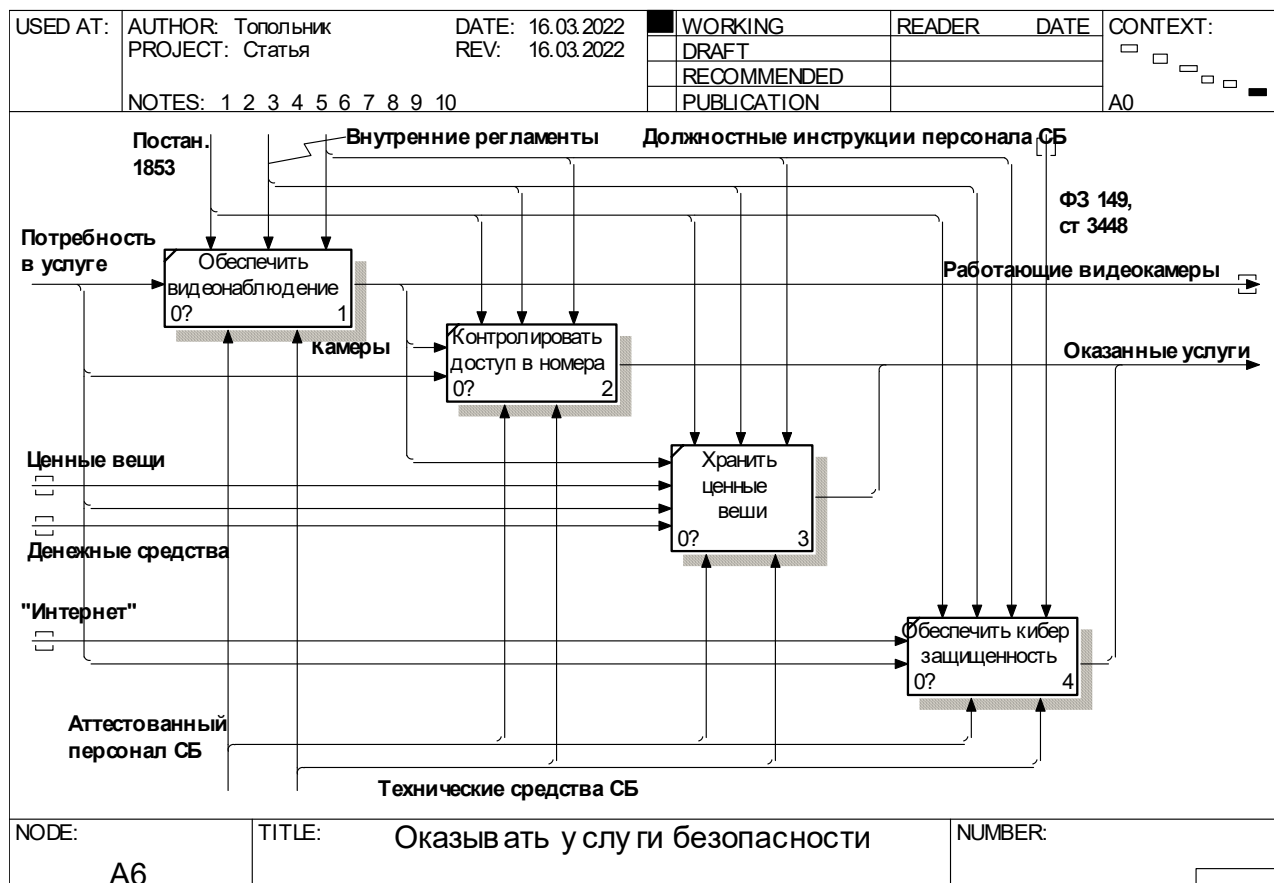 USED AT:
AUTHOR: Топольник
DATE: 16.03.2022
PROJECT: Статья
REV: 16.03.2022
NOTES: 1 2 3 4 5 6 7 8 9 10
WORKING
DRAFT
RECOMMENDED
PUBLICATION
READER
DATE
CONTEXT:
A0
Постан.
1853
Внутренние регламенты
Должностные инструкции персонала СБ
ФЗ 149,
ст 3448
Потребность
в услуге
Обеспечить
видеонаблюдение
0? 1
Работающие видеокамеры
Камеры
Контролировать
доступ в номера
0? 2
Оказанные услуги
Ценные вещи
Хранить
ценные
веши
0? 3
Денежные средства
"Интернет"
Обеспечить кибер
защищенность
0? 4
Аттестованный
персонал СБ
Технические средства СБ
NODE:
A6
TITLE:
Оказывать услуги безопасности
NUMBER: